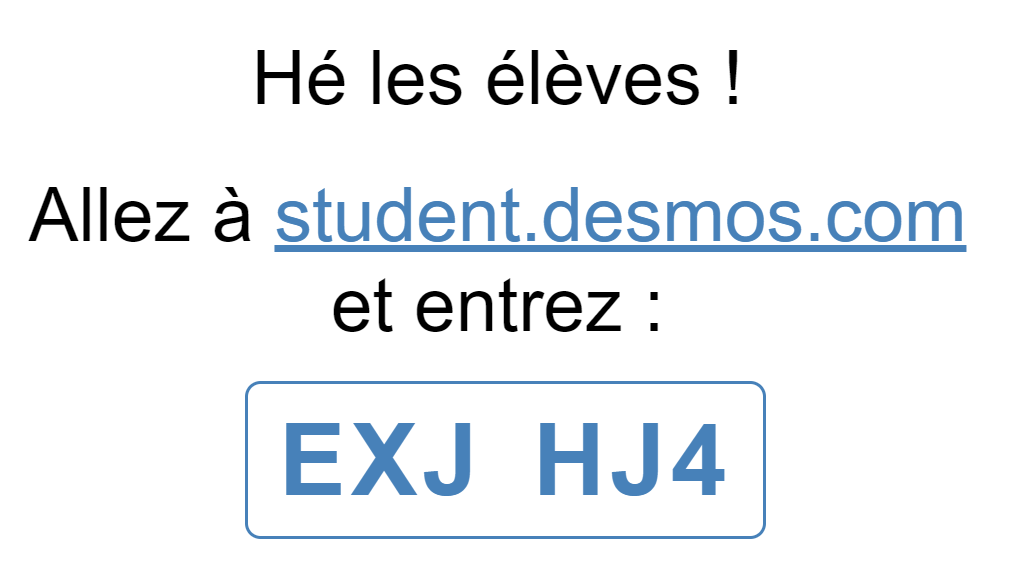 Hé les élèves !
Allez à student.desmos.com
et entrez :
EXJ HJ4